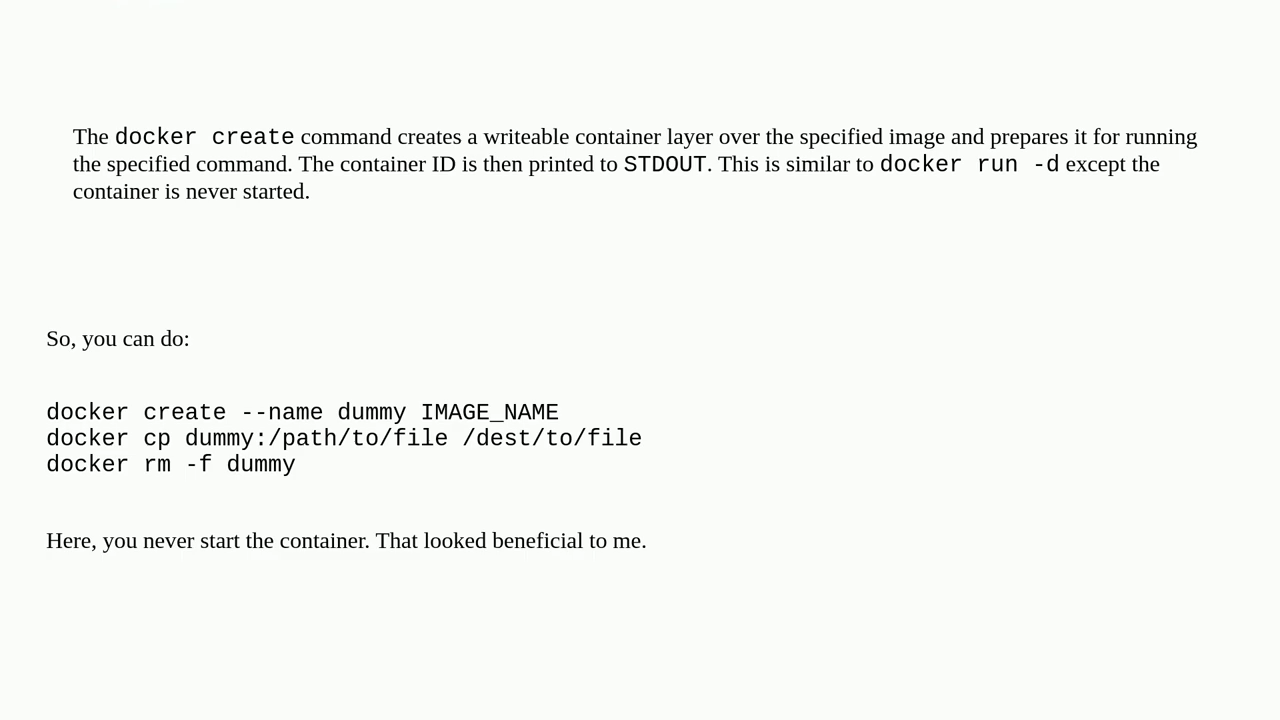 The docker create command creates a writeable container layer over the specified image and prepares it for running
the specified command. The container ID is then printed to STDOUT. This is similar to docker run -d except the
container is never started.
So, you can do:
docker create --name dummy IMAGE_NAME
docker cp dummy:/path/to/file /dest/to/file
docker rm -f dummy
Here, you never start the container. That looked beneficial to me.